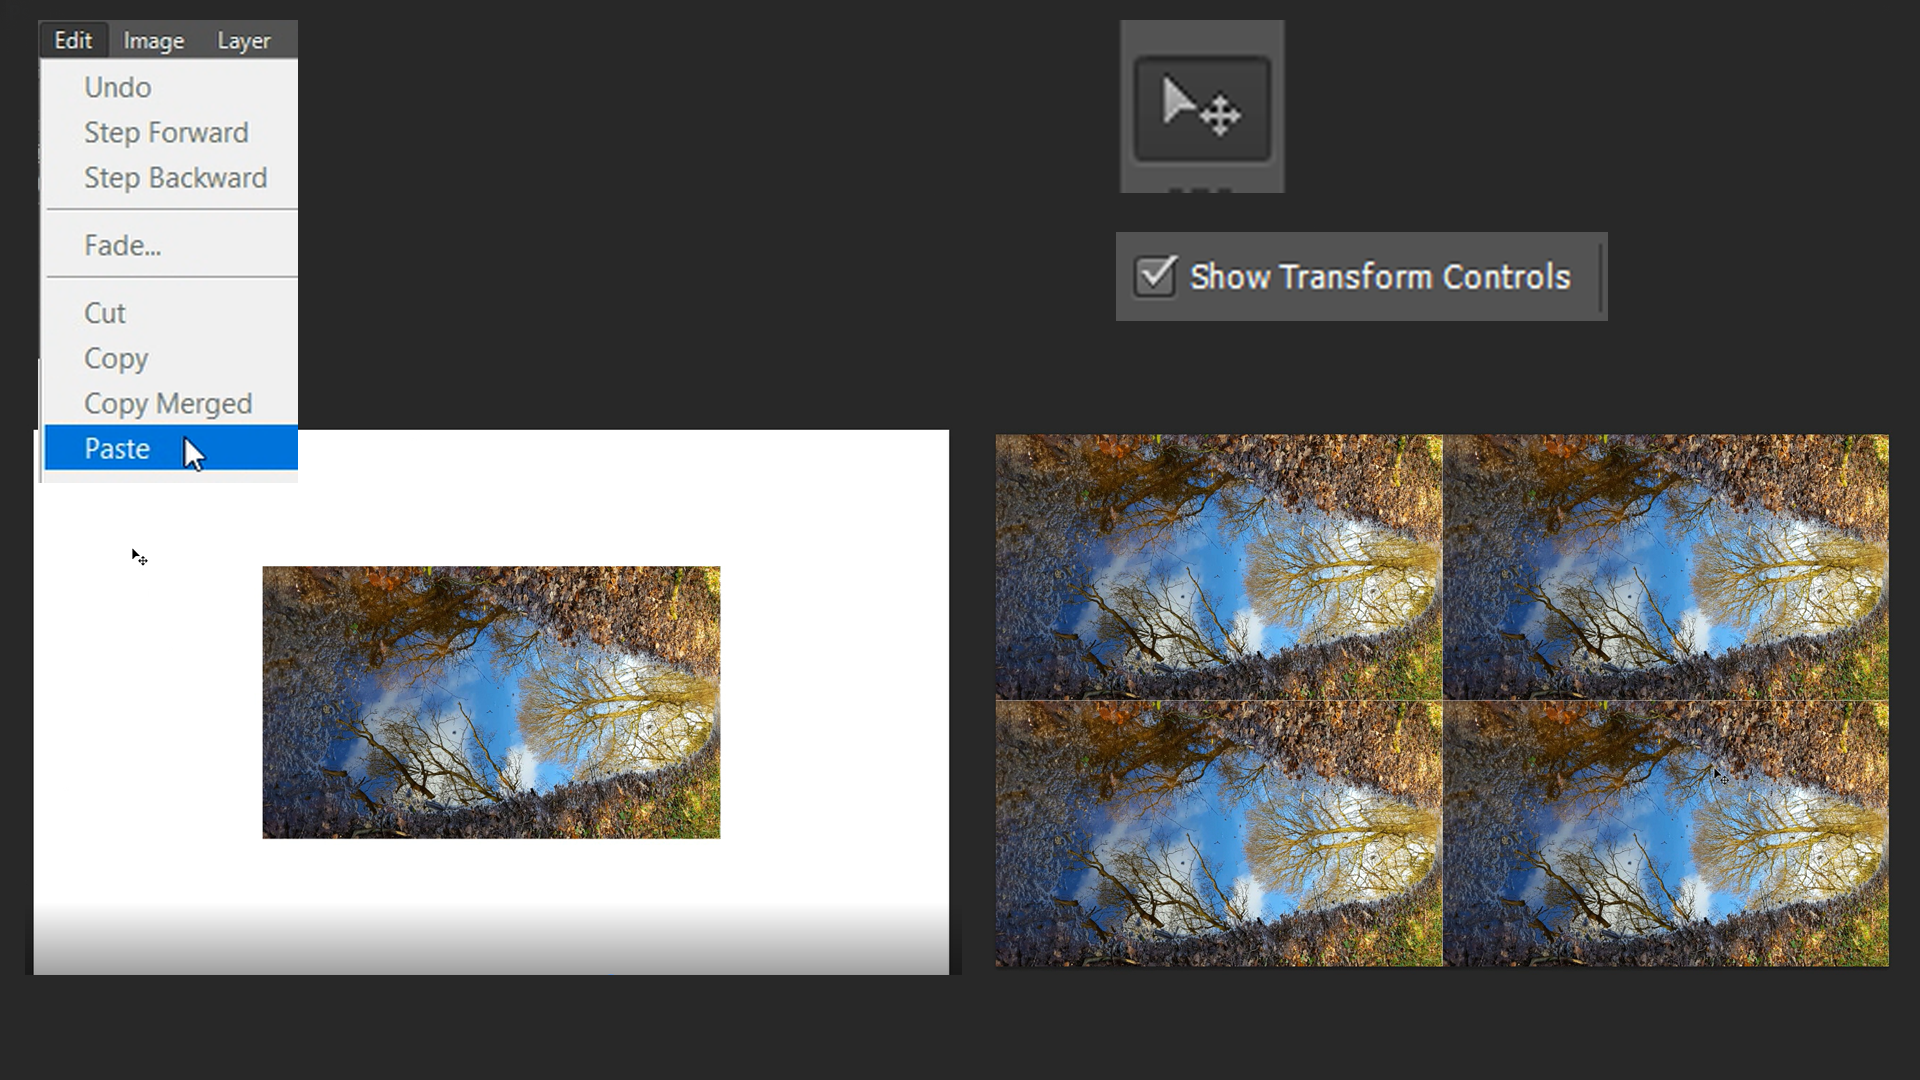 Edit Image Layer
Undo
Step Forward
Step Backward
Fade...
Cut
Copy
Copy Merged
Paste
Show Transform Controls